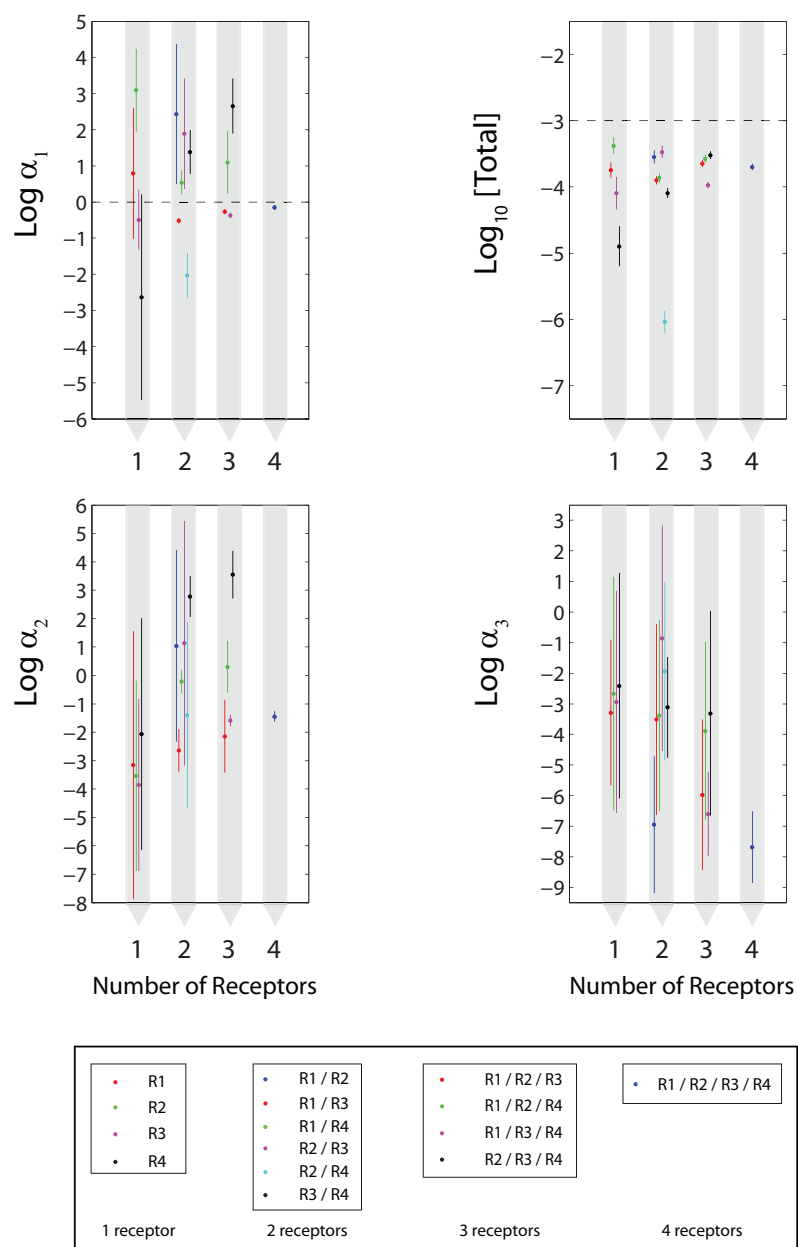 5
4
3
2
1
0
−1
−2
−3
−4
−5
−6
Log α1
1 2 3 4
−2
−3
−4
−5
−6
−7
Log10 [Total]
1 2 3 4
6
5
4
3
2
1
0
−1
−2
−3
−4
−5
−6
−7
−8
Log α2
1 2 3 4
Number of Receptors
3
2
1
0
−1
−2
−3
−4
−5
−6
−7
−8
−9
Log α3
1 2 3 4
Number of Receptors
R1
R2
R3
R4
1 receptor
R1 / R2
R1 / R3
R1 / R4
R2 / R3
R2 / R4
R3 / R4
2 receptors
R1 / R2 / R3
R1 / R2 / R4
R1 / R3 / R4
R2 / R3 / R4
3 receptors
R1 / R2 / R3 / R4
4 receptors